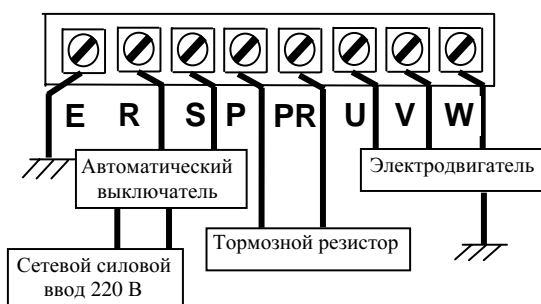 E R S P PR U V W
Автоматический
выключатель
Электродвигатель
Тормозной резистор
Сетевой силовой
ввод 220 В